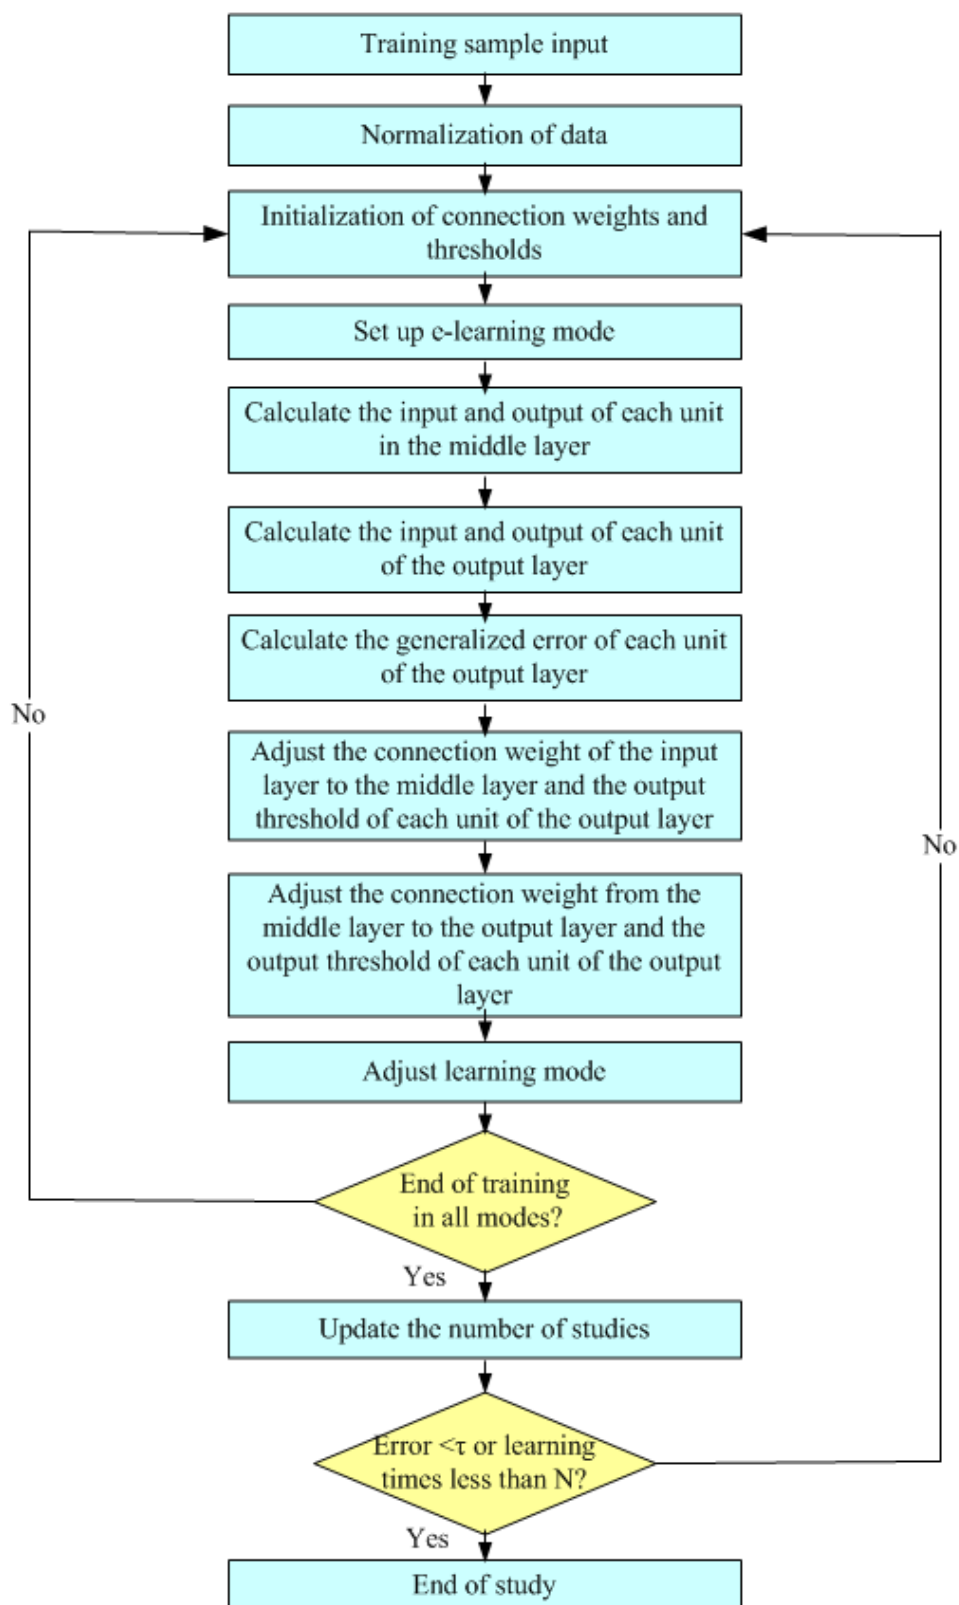 Training sample input
Normalization of data
Initialization of connection weights and
thresholds
Set up e-learning mode
Calculate the input and output of each unit
in the middle layer
Calculate the input and output of each unit
of the output layer
Calculate the generalized error of each unit
of the output layer
No
Adjust the connection weight of the input
layer to the middle layer and the output
threshold of each unit of the output layer
No
Adjust the connection weight from the
middle layer to the output layer and the
output threshold of each unit of the output
layer
Adjust learning mode
End of training
in all modes?
Yes
Update the number of studies
Error <τ or learning
times less than N?
Yes
End of study